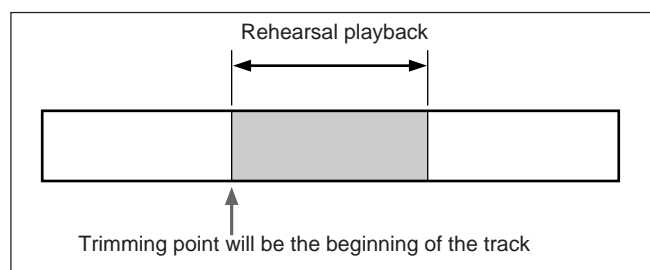 Rehearsal playback
Trimming point will be the beginning of the track